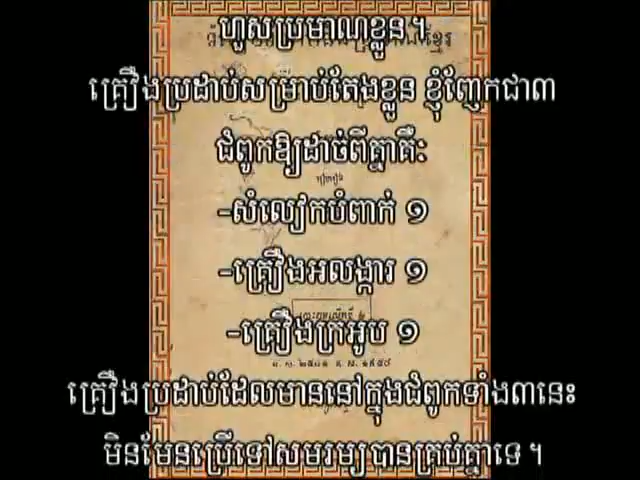 ហួសប្រមាណខ្លួន។
គ្រឿងប្រដាប់សម្រាប់តែងខ្លួន ខ្ញុំញែកជា៣
ជំពូកឱ្យដាច់ពីគ្នាគឺ:
-សំលៀកបំពាក់ ១
-គ្រឿងអលង្ការ ១
-គ្រឿងក្រអូប ១
គ្រឿងប្រដាប់ដែលមាននៅក្នុងជំពូកទាំង៣នេះ
មិនមែនប្រើទៅសមរម្យបានគ្រប់គ្នាទេ។